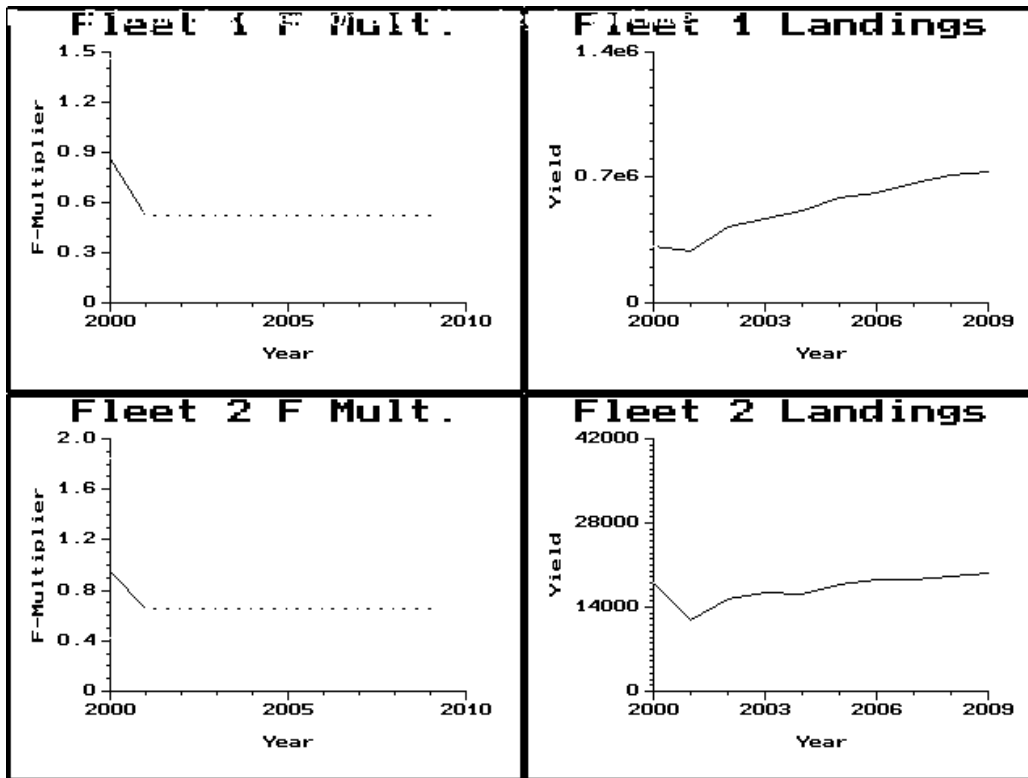 Fleet 1 F Mult.
1.5
1.2
0.9
0.6
0.3
0
F-Multiplier
2000 2005 2010
Year
Fleet 1 Landings
1.4e6
0.7e6
0
Yield
2000 2003 2006 2009
Year
Fleet 2 F Mult.
2.0
1.6
1.2
0.8
0.4
0
F-Multiplier
2000 2005 2010
Year
Fleet 2 Landings
42000
28000
14000
0
Yield
2000 2003 2006 2009
Year